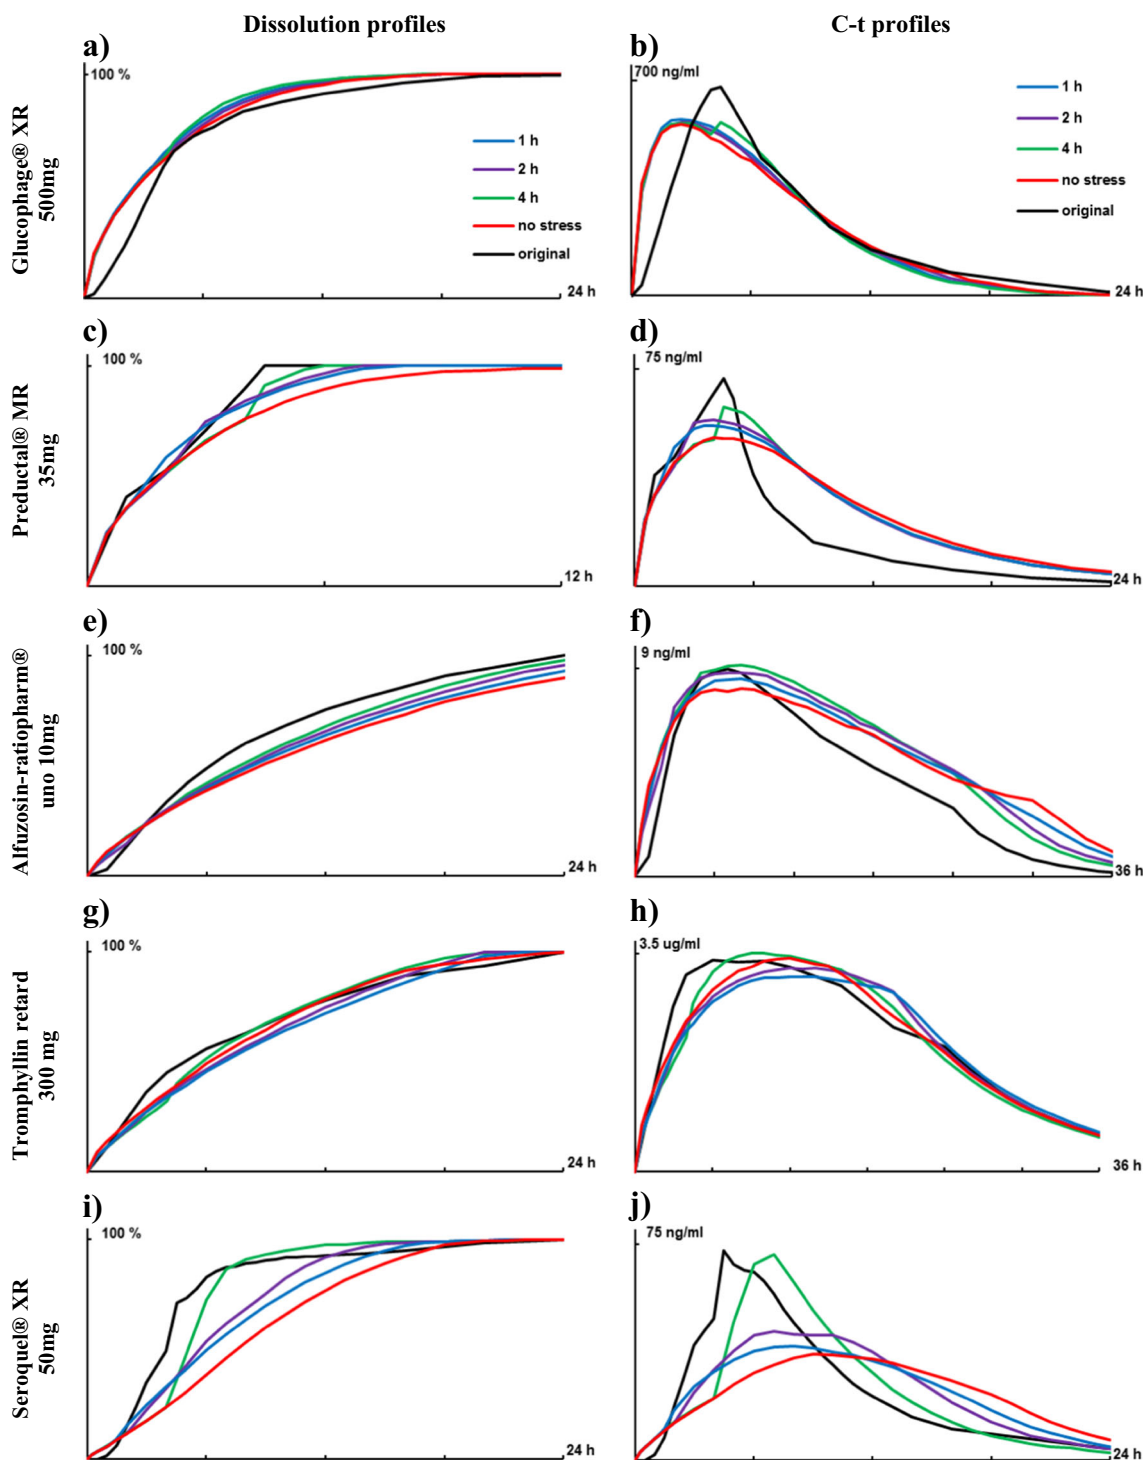 Dissolution profiles
C-t profiles
a)
b)
Glucophage® XR
500mg
100 %
1 h
2 h
4 h
no stress
original
24 h
700 ng/ml
1 h
2 h
4 h
no stress
original
24 h
c)
d)
Preductal® MR
35mg
100 %
12 h
75 ng/ml
24 h
e)
f)
Alfuzosin-ratiopharm®
uno 10mg
100 %
24 h
9 ng/ml
36 h
g)
h)
Tromphyllin retard
300 mg
100 %
24 h
3.5 ug/ml
36 h
i)
j)
Seroquel® XR
50mg
100 %
24 h
75 ng/ml
24 h